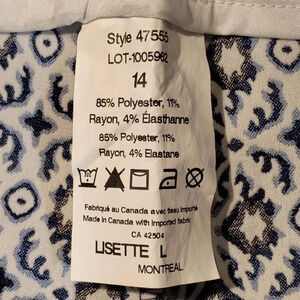 Style 47555
LOT-1005962
14
85% Polyester, 11%
Rayon, 4% Élasthanne
85% Polyester, 11%
Rayon, 4% Elastane
Fabriqué au Canada avec tissu importé
Made in Canada with imported fabric
CA 42504
LISETTE L
MONTREAL